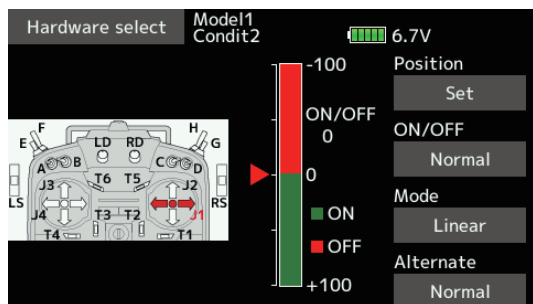 Hardware select
Model1
Condit2
6.7V
F
H
E
LD
RD
G
A
B
C
D
T6
T5
J3
J2
LS
RS
J4
T3
T2
J1
T4
T1
-100
ON/OFF
0
0
ON
OFF
+100
Position
Set
ON/OFF
Normal
Mode
Linear
Alternate
Normal